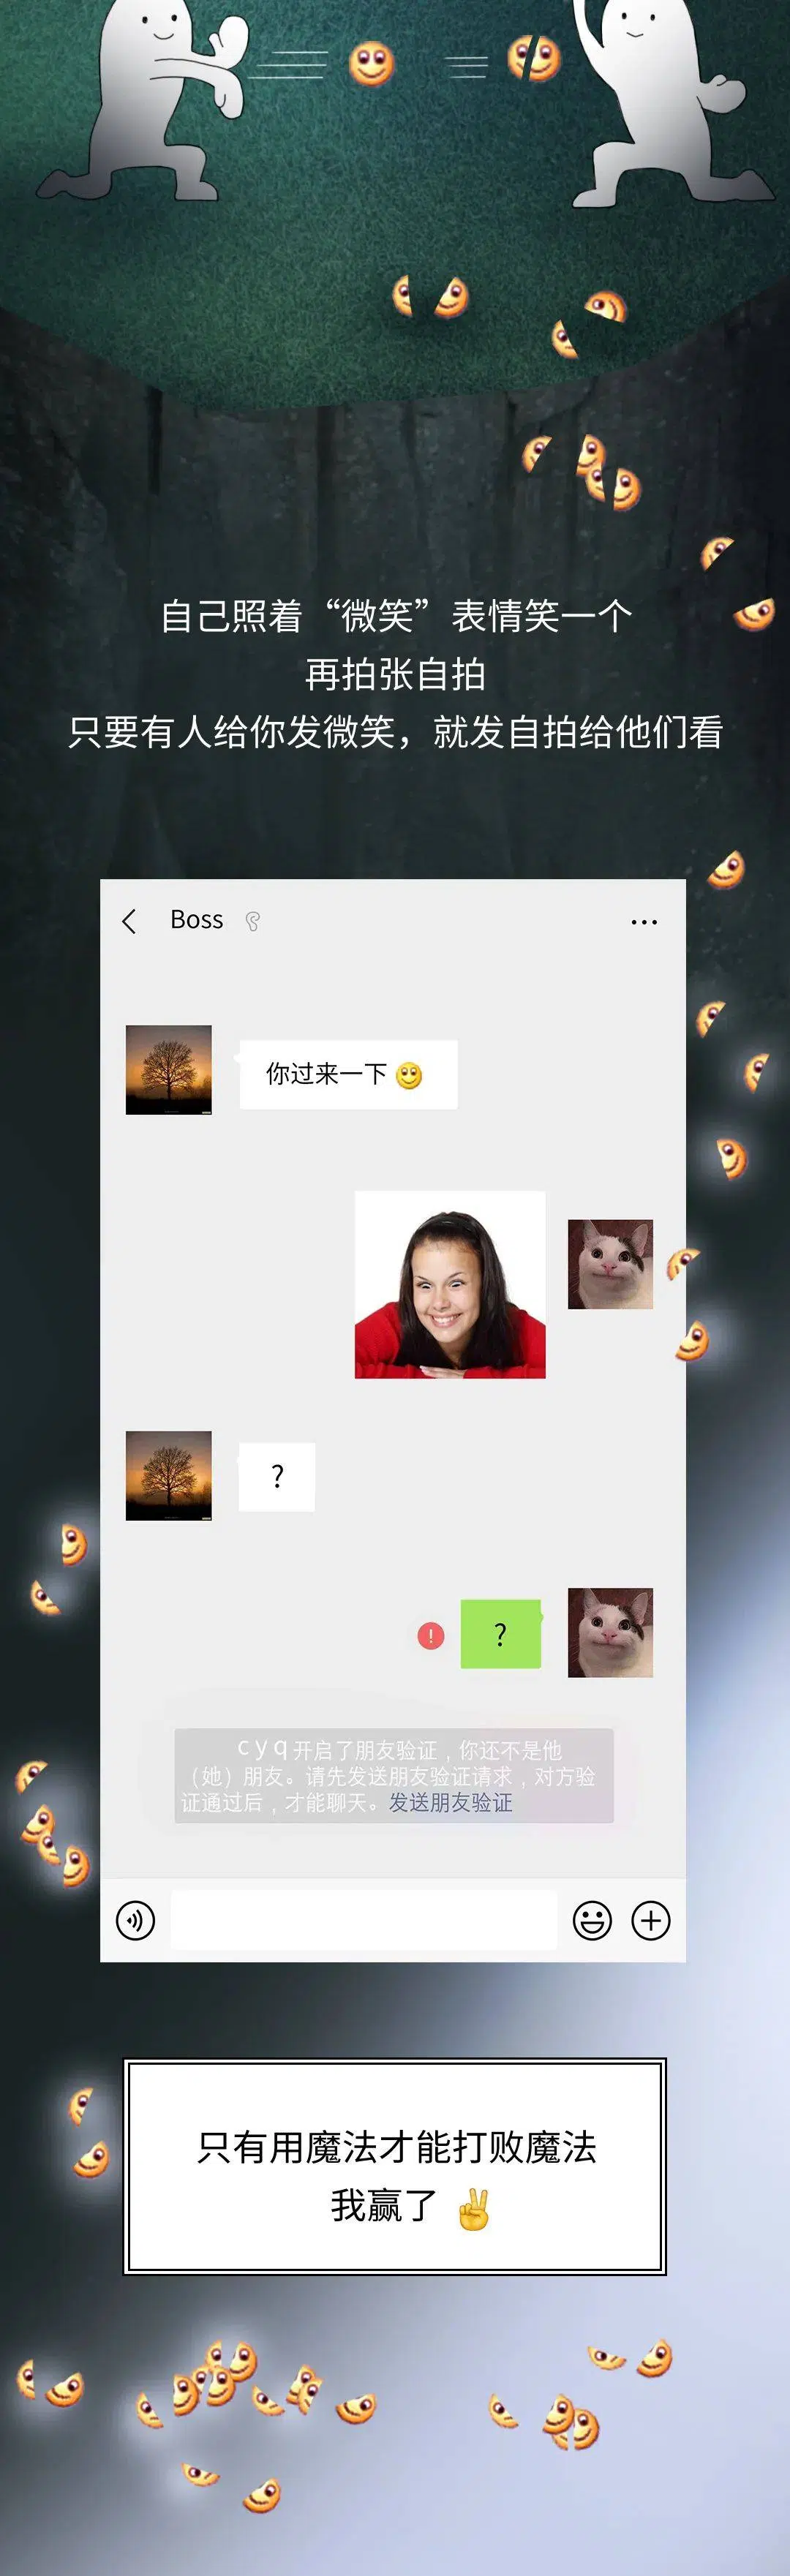 自己照着“微笑”表情笑一个
再拍张自拍
只要有人给你发微笑，就发自拍给他们看
Boss
你过来一下
?
!
?
cyq开启了朋友验证，你还不是他
（她）朋友。请先发送朋友验证请求，对方验
证通过后，才能聊天。发送朋友验证
只有用魔法才能打败魔法
我赢了